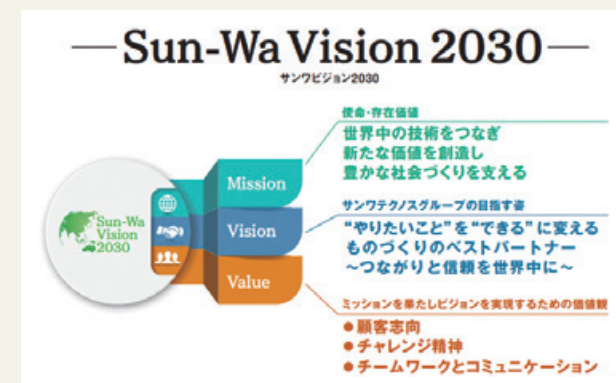 Sun-Wa Vision 2030
サンワビジョン2030
Sun-Wa
Vision
2030
Mission
使命・存在価値
世界中の技術をつなぎ
新たな価値を創造し
豊かな社会づくりを支える
Vision
サンワテクノスグループの目指す姿
“やりたいこと”を“できる”に変える
ものづくりのベストパートナー
～つながりと信頼を世界中に～
Value
ミッションを果たしビジョンを実現するための価値観
●顧客志向
●チャレンジ精神
●チームワークとコミュニケーション